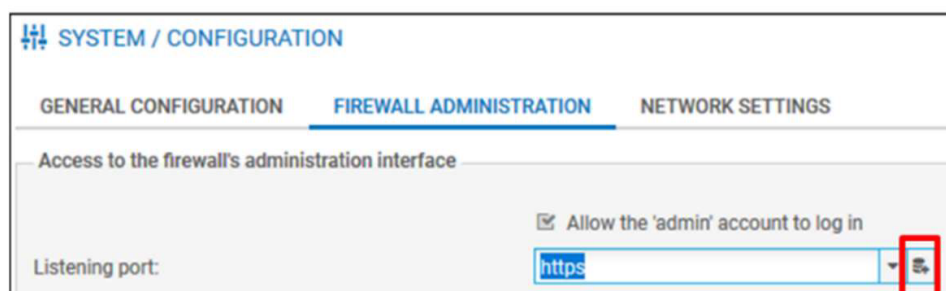 SYSTEM / CONFIGURATION
GENERAL CONFIGURATION FIREWALL ADMINISTRATION NETWORK SETTINGS
Access to the firewall's administration interface
Allow the 'admin' account to log in
Listening port: https